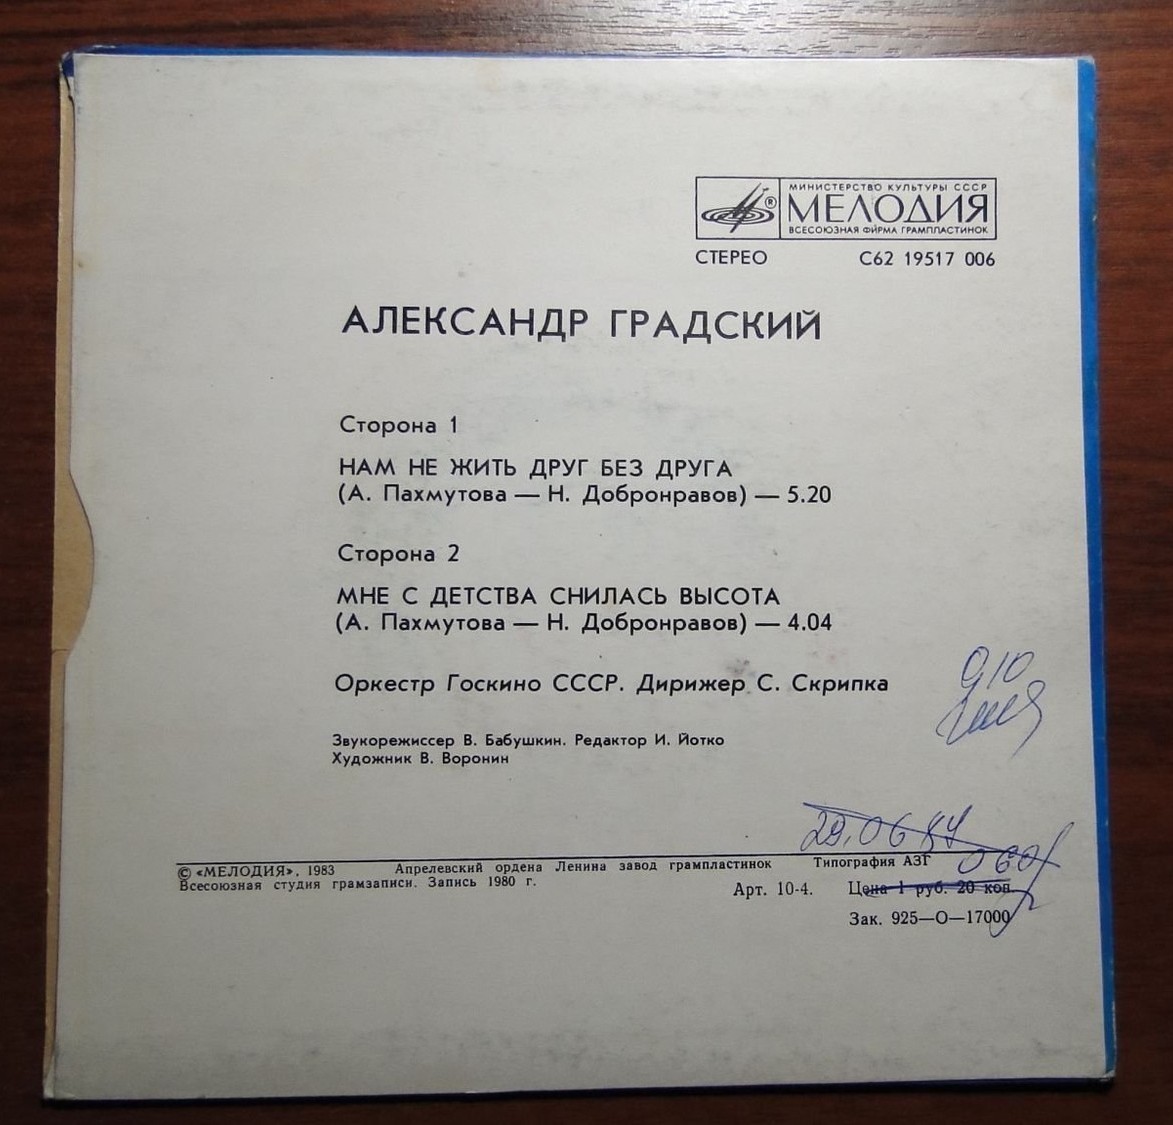 МИНИСТЕРСТВО КУЛЬТУРЫ СССР
® МЕЛОДИЯ
ВСЕСОЮЗНАЯ ФИРМА ГРАМПЛАСТИНОК
СТЕРЕО С62 19517 006
АЛЕКСАНДР ГРАДСКИЙ
Сторона 1
НАМ НЕ ЖИТЬ ДРУГ БЕЗ ДРУГА
(А. Пахмутова — Н. Добронравов) — 5.20
Сторона 2
МНЕ С ДЕТСТВА СНИЛАСЬ ВЫСОТА
(А. Пахмутова — Н. Добронравов) — 4.04
Оркестр Госкино СССР. Дирижер С. Скрипка
Звукорежиссер В. Бабушкин. Редактор И. Йотко
Художник В. Воронин
29.06 84
© «МЕЛОДИЯ», 1983 Апрелевский ордена Ленина завод грампластинок Типография АЗГ
Всесоюзная студия грамзаписи. Запись 1980 г.
Арт. 10-4. Цена 1 руб. 20 коп.
Зак. 925—О—17000